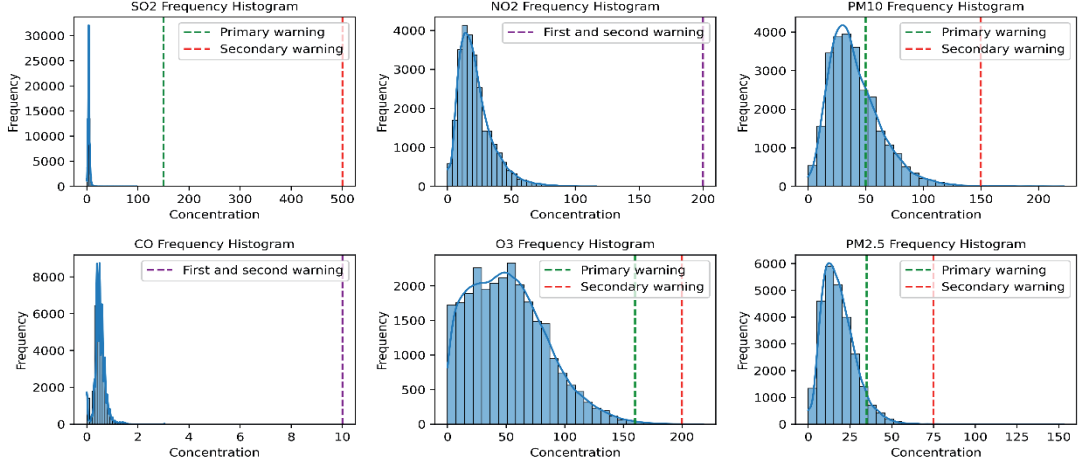 SO2 Frequency Histogram
Frequency
30000
25000
20000
15000
10000
5000
0
Primary warning
Secondary warning
0 100 200 300 400 500
Concentration
NO2 Frequency Histogram
Frequency
4000
3000
2000
1000
0
First and second warning
0 50 100 150 200
Concentration
PM10 Frequency Histogram
Frequency
4000
3000
2000
1000
0
Primary warning
Secondary warning
0 50 100 150 200
Concentration
CO Frequency Histogram
Frequency
8000
6000
4000
2000
0
First and second warning
0 2 4 6 8 10
Concentration
O3 Frequency Histogram
Frequency
2000
1500
1000
500
0
Primary warning
Secondary warning
0 50 100 150 200
Concentration
PM2.5 Frequency Histogram
Frequency
6000
5000
4000
3000
2000
1000
0
Primary warning
Secondary warning
0 25 50 75 100 125 150
Concentration